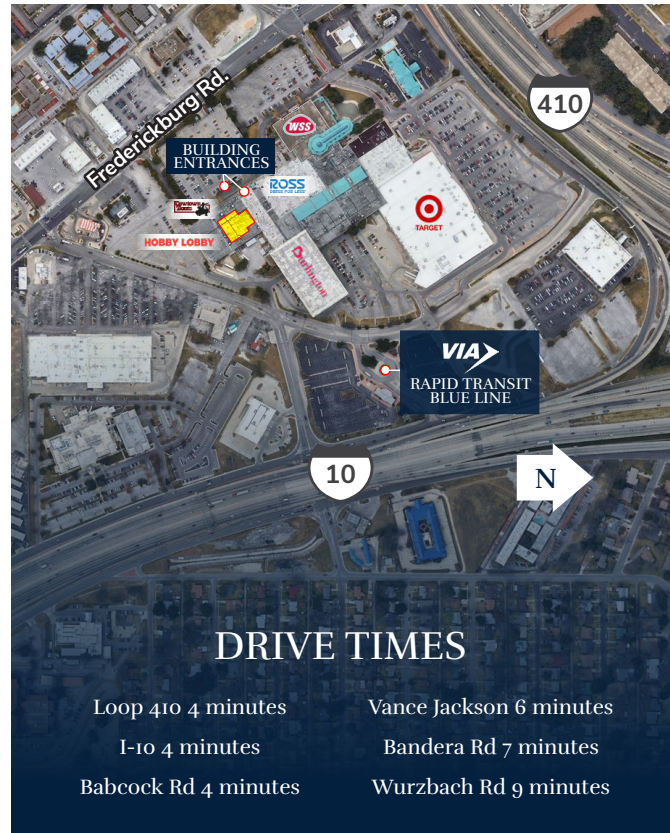 410
Frederickburg Rd.
WSS
BUILDING
ENTRANCES
ROSS
DRESS FOR LESS
HOBBY LOBBY
TARGET
Burlington
VIA
RAPID TRANSIT
BLUE LINE
10
N
DRIVE TIMES
Loop 410 4 minutes
Vance Jackson 6 minutes
I-10 4 minutes
Bandera Rd 7 minutes
Babcock Rd 4 minutes
Wurzbach Rd 9 minutes